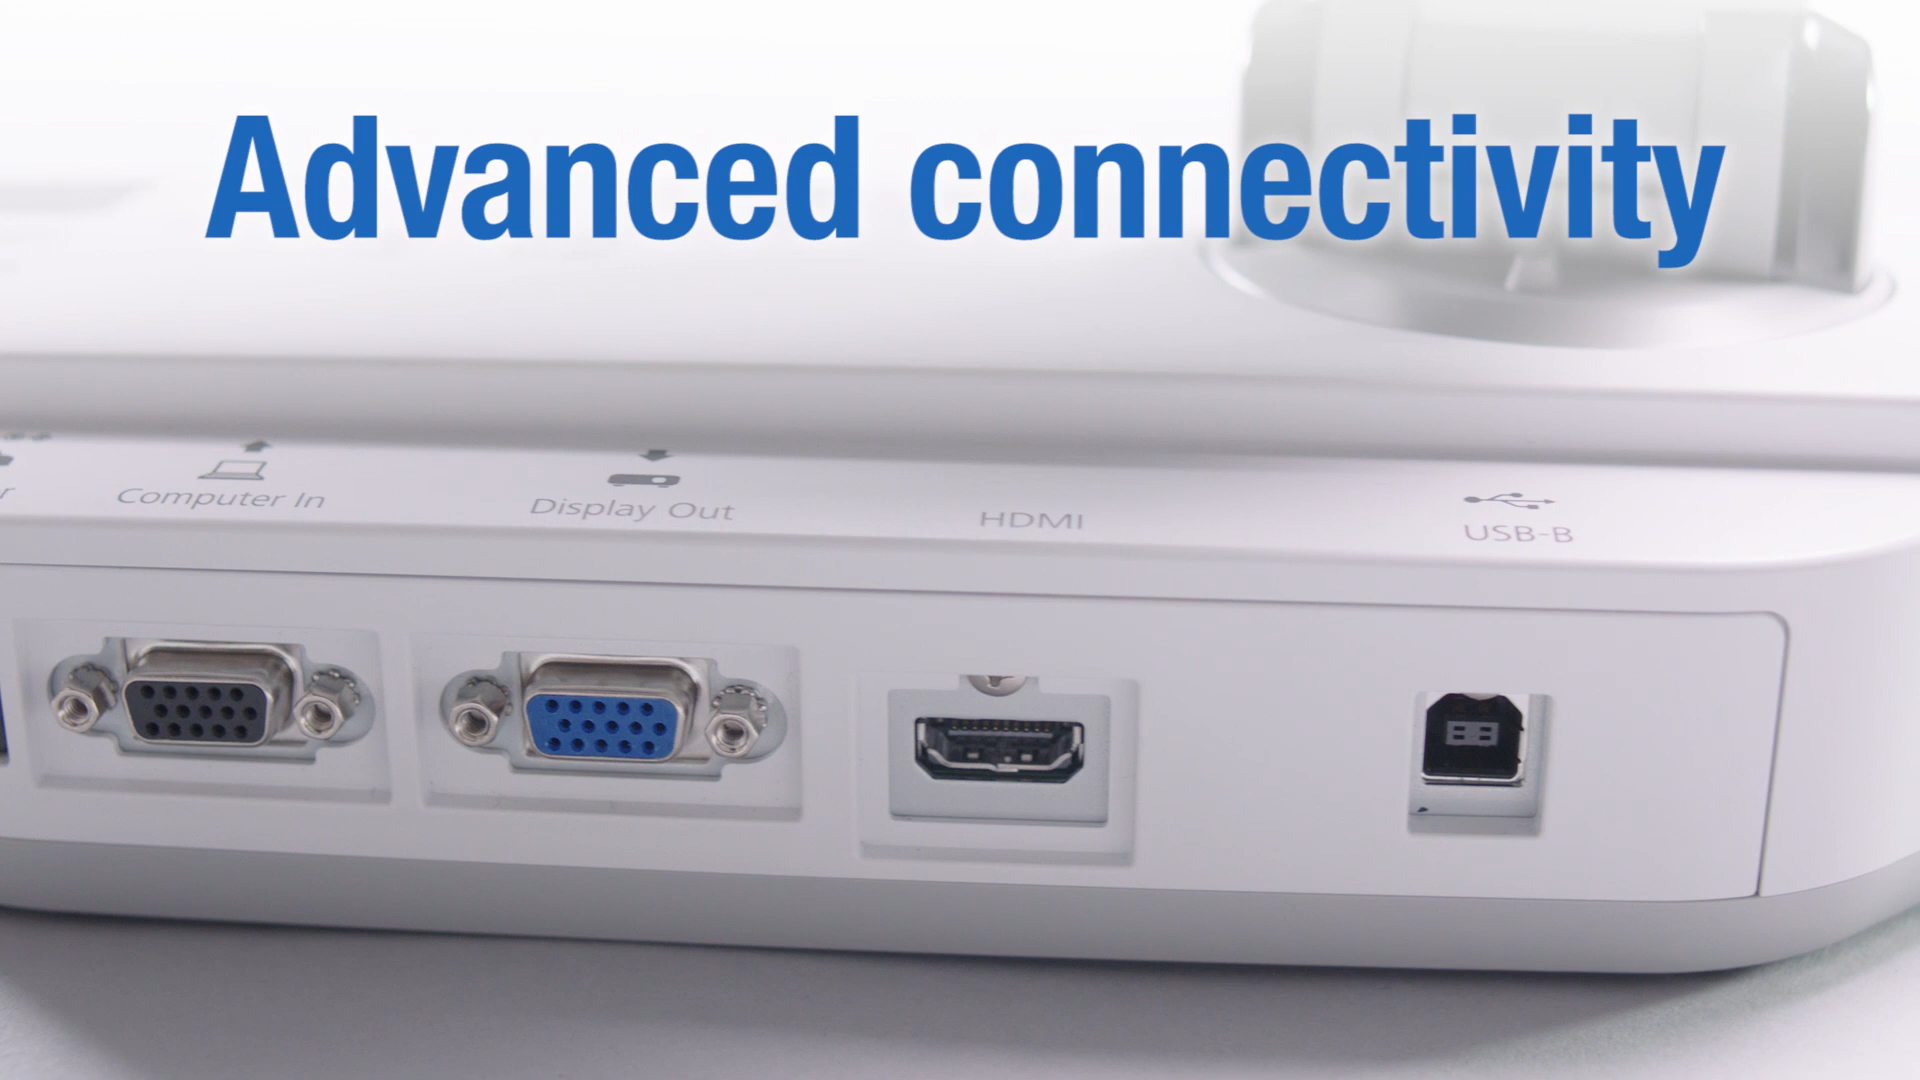 Advanced connectivity
Computer In
Display Out
HDMI
USB-B